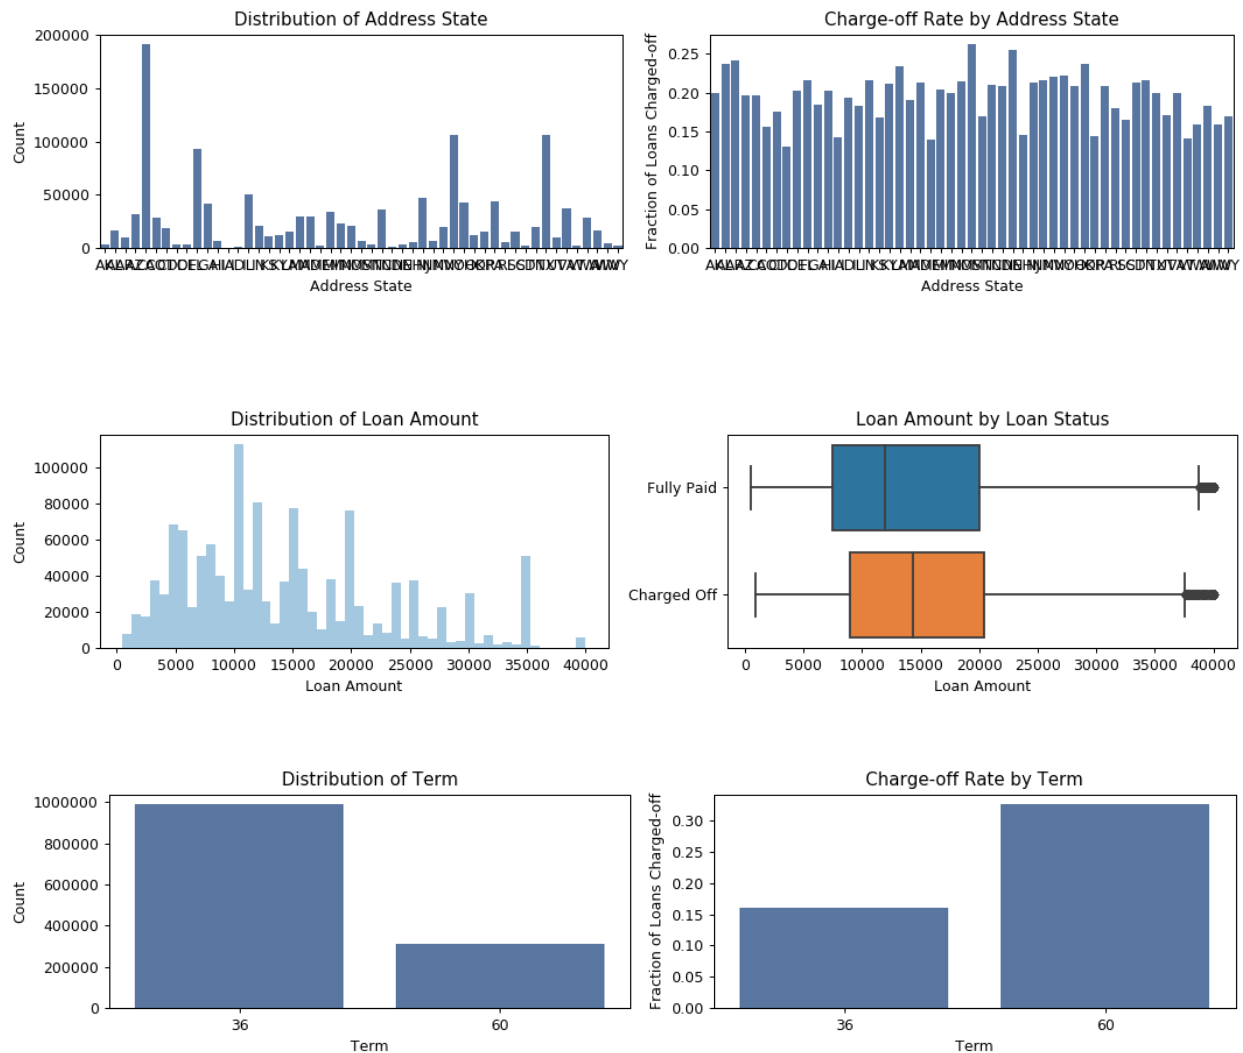 Distribution of Address State
Charge-off Rate by Address State
200000
150000
100000
50000
0
Count
Address State
0.25
0.20
0.15
0.10
0.05
0.00
Fraction of Loans Charged-off
Address State
Distribution of Loan Amount
Loan Amount by Loan Status
100000
80000
60000
40000
20000
0
Count
0 5000 10000 15000 20000 25000 30000 35000 40000
Loan Amount
Fully Paid
Charged Off
0 5000 10000 15000 20000 25000 30000 35000 40000
Loan Amount
Distribution of Term
Charge-off Rate by Term
1000000
800000
600000
400000
200000
0
Count
36 60
Term
0.30
0.25
0.20
0.15
0.10
0.05
0.00
Fraction of Loans Charged-off
36 60
Term